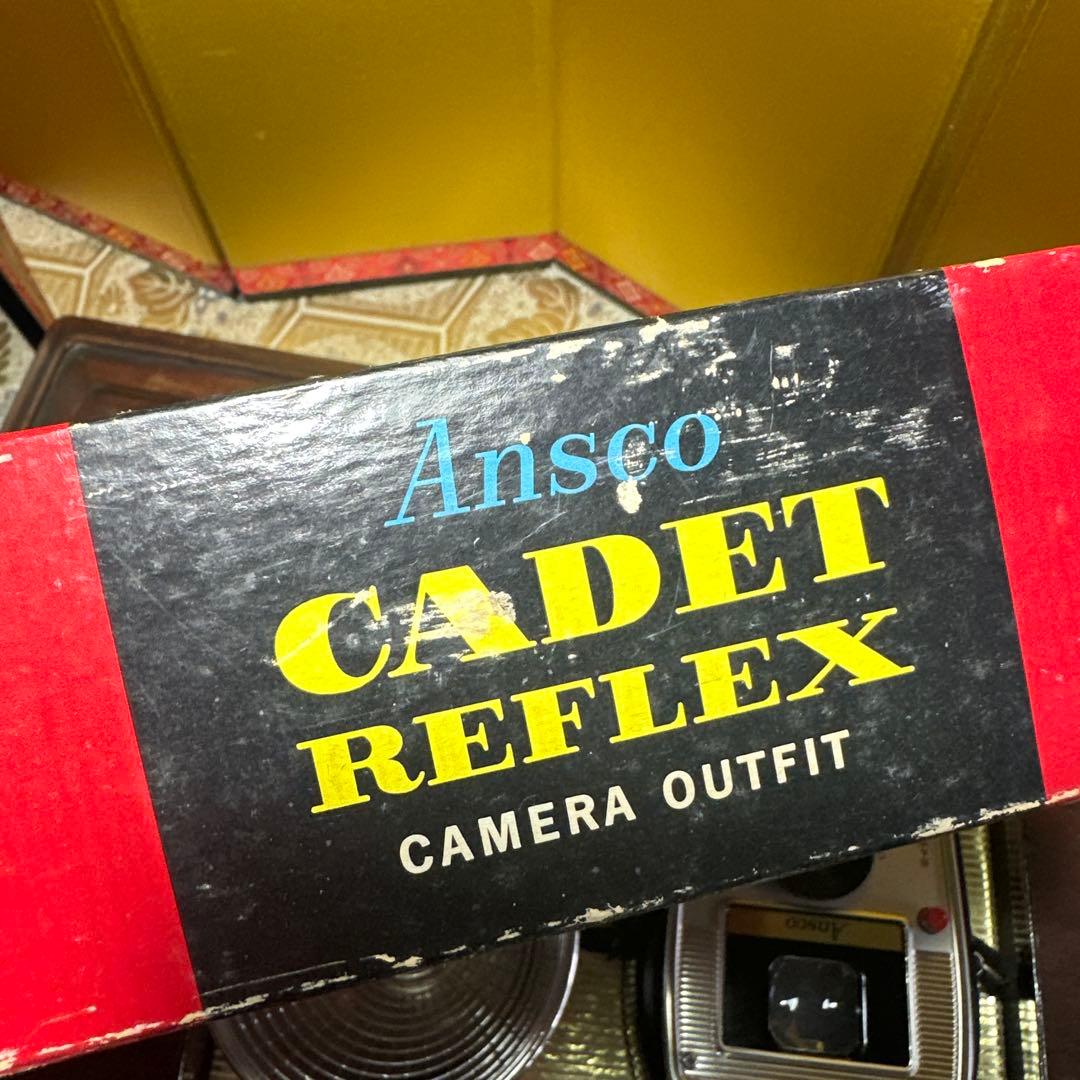 Ansco
CADET
REFLEX
CAMERA OUTFIT
Ansco